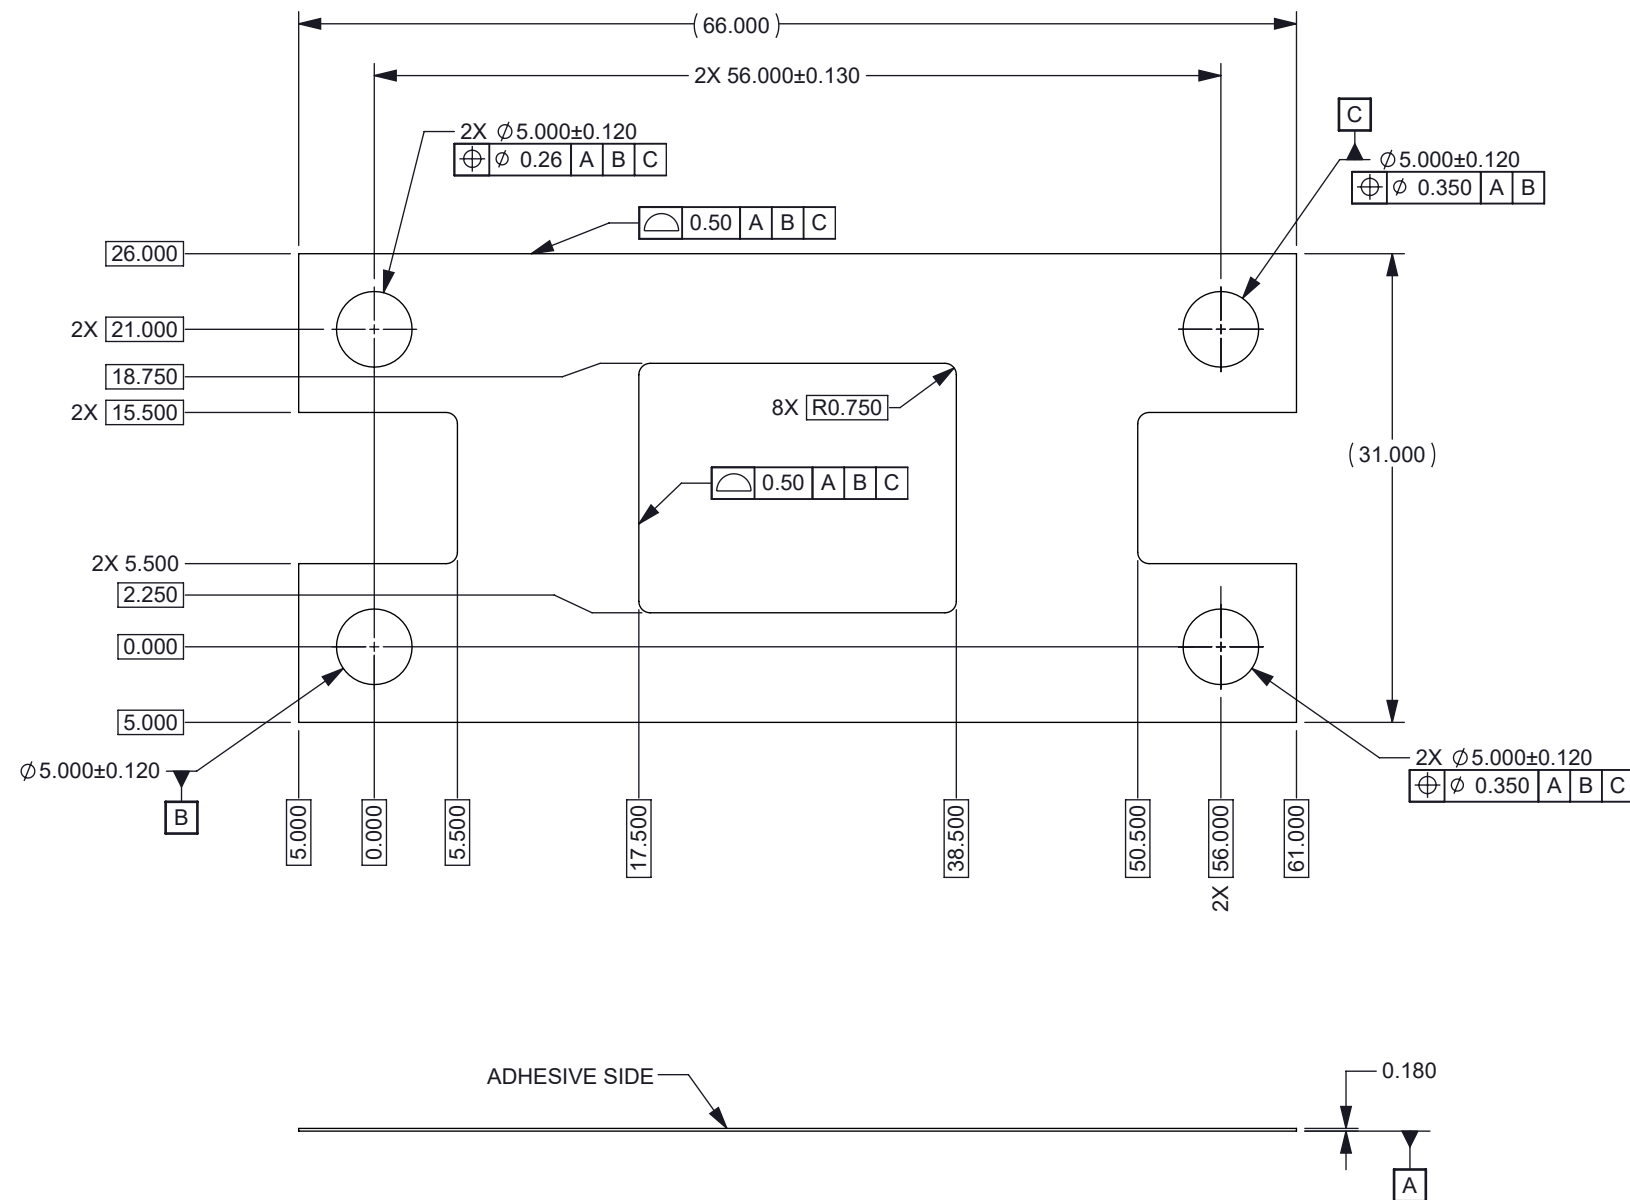 (66.000)
2X 56.000±0.130
C
2X ∅5.000±0.120
⌖ ∅ 0.26 A B C
∅5.000±0.120
⌖ ∅ 0.350 A B
⌓ 0.50 A B C
26.000
2X 21.000
18.750
2X 15.500
8X R0.750
(31.000)
⌓ 0.50 A B C
2X 5.500
2.250
0.000
5.000
∅5.000±0.120
B
2X ∅5.000±0.120
⌖ ∅ 0.350 A B C
5.000
0.000
5.500
17.500
38.500
50.500
2X 56.000
61.000
ADHESIVE SIDE
0.180
A